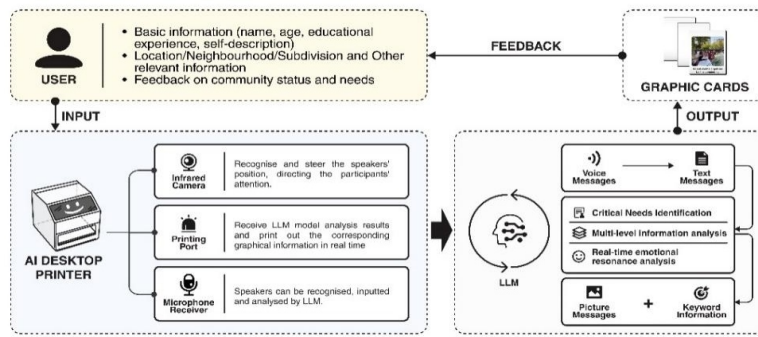 • Basic information (name, age, educational
experience, self-description)
• Location/Neighbourhood/Subdivision and Other
relevant information
• Feedback on community status and needs
USER
FEEDBACK
GRAPHIC CARDS
INPUT
OUTPUT
AI DESKTOP
PRINTER
Infrared
Camera
Recognise and steer the speakers'
position, directing the participants'
attention.
Printing
Port
Receive LLM model analysis results
and print out the corresponding
graphical information in real time
Microphone
Receiver
Speakers can be recognised, inputted
and analysed by LLM.
LLM
Voice
Messages
Text
Messages
Critical Needs Identification
Multi-level information analysis
Real-time emotional
resonance analysis
Picture
Messages
+
Keyword
Information